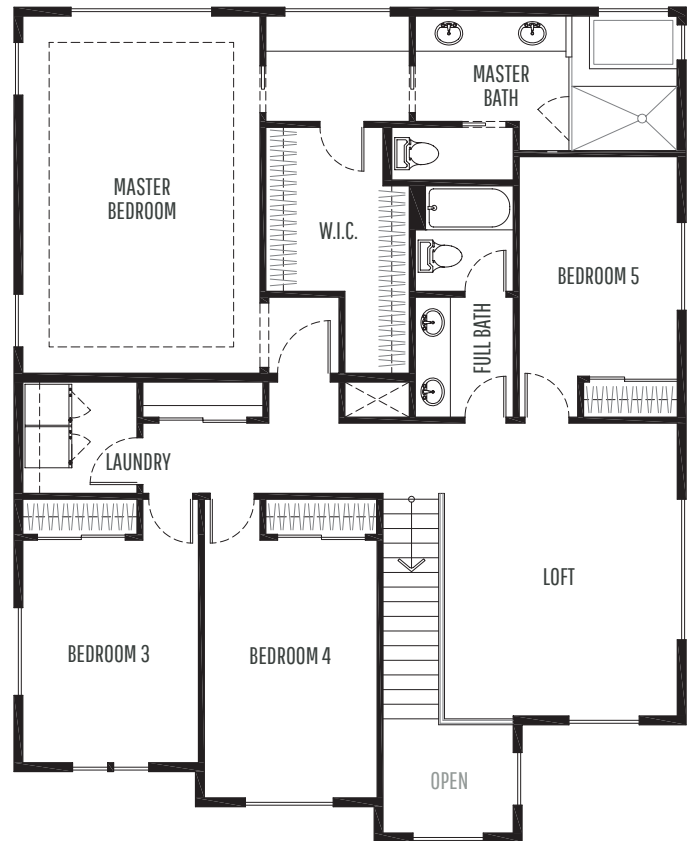 MASTER
BATH
MASTER
BEDROOM
W.I.C.
BEDROOM 5
FULL BATH
LAUNDRY
LOFT
BEDROOM 3
BEDROOM 4
OPEN